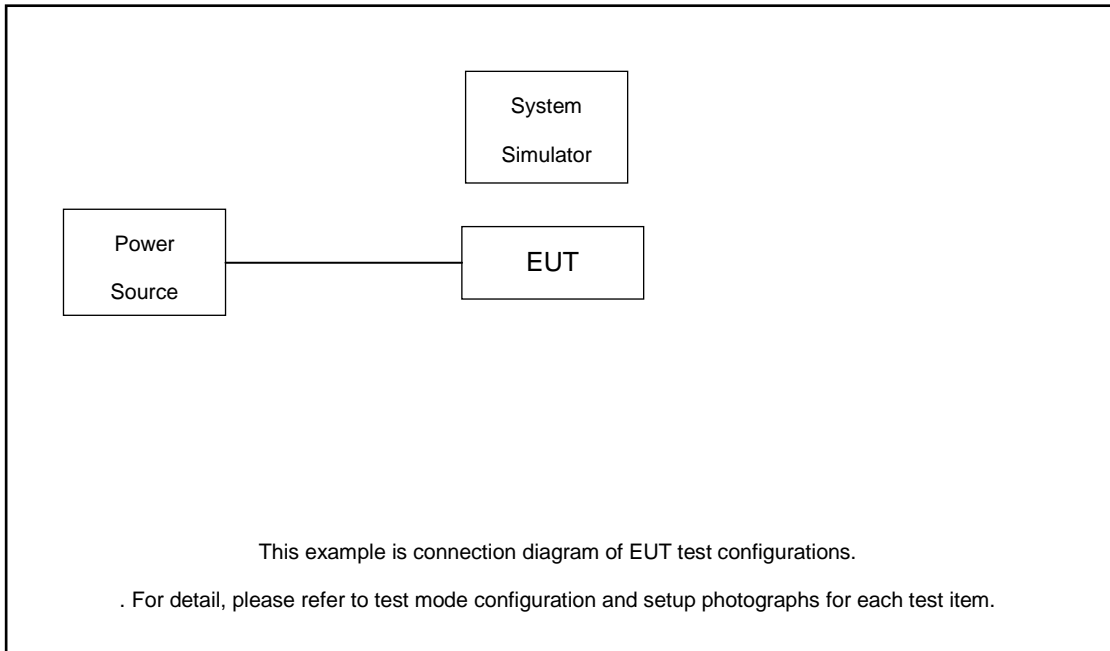 System
Simulator
Power
Source
EUT
This example is connection diagram of EUT test configurations.
. For detail, please refer to test mode configuration and setup photographs for each test item.